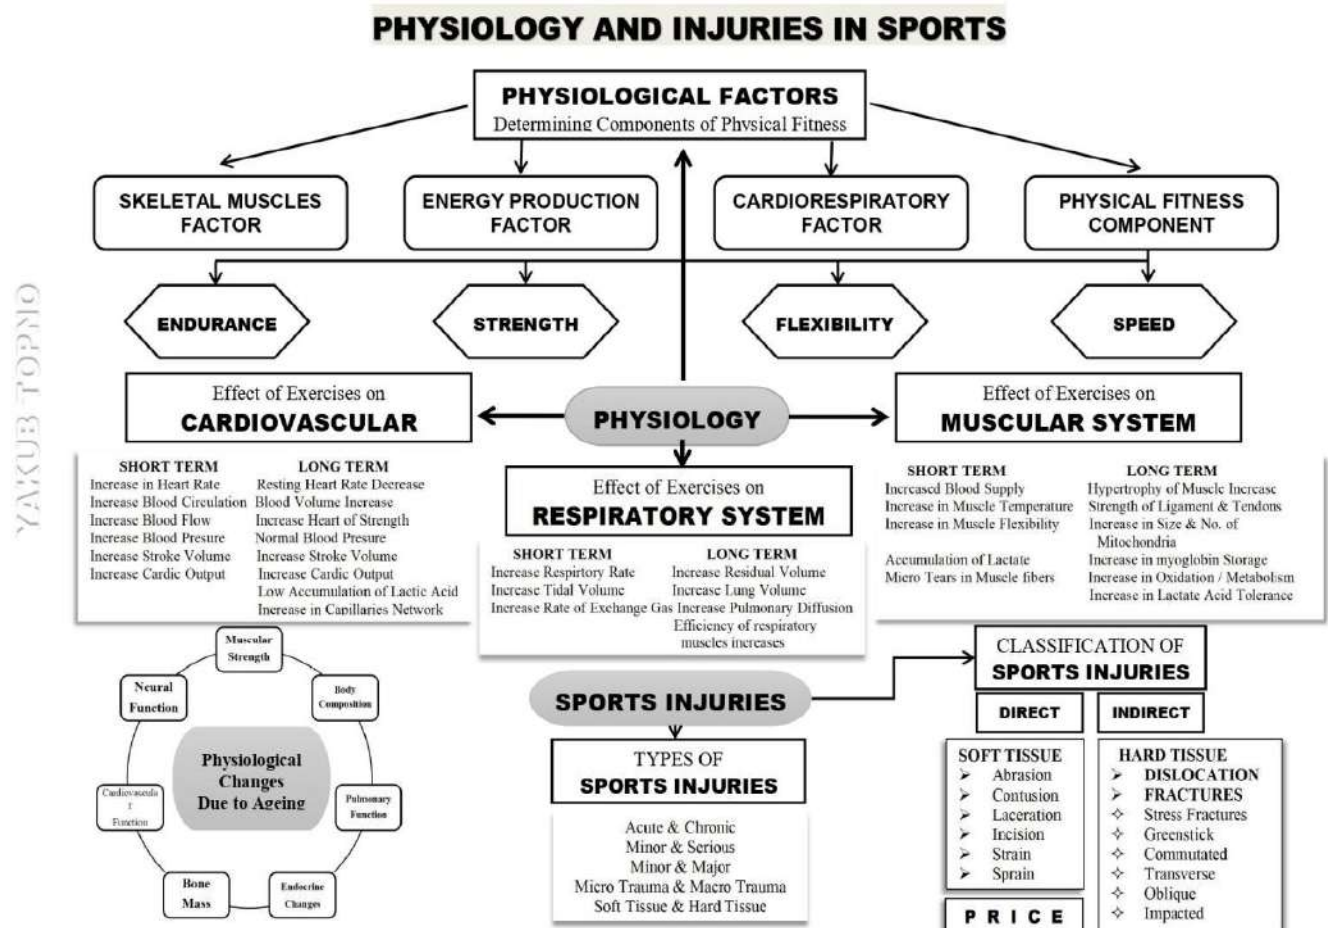 PHYSIOLOGY AND INJURIES IN SPORTS
PHYSIOLOGICAL FACTORS
Determining Components of Physical Fitness
SKELETAL MUSCLES
FACTOR
ENERGY PRODUCTION
FACTOR
CARDIORESPIRATORY
FACTOR
PHYSICAL FITNESS
COMPONENT
ENDURANCE
STRENGTH
FLEXIBILITY
SPEED
YAKUB TOPMO
PHYSIOLOGY
Effect of Exercises on
CARDIOVASCULAR
SHORT TERM
Increase in Heart Rate
Increase Blood Circulation
Increase Blood Flow
Increase Blood Presure
Increase Stroke Volume
Increase Cardic Output
LONG TERM
Resting Heart Rate Decrease
Blood Volume Increase
Increase Heart of Strength
Normal Blood Presure
Increase Stroke Volume
Increase Cardic Output
Low Accumulation of Lactic Acid
Increase in Capillaries Network
Effect of Exercises on
RESPIRATORY SYSTEM
SHORT TERM
Increase Respirtory Rate
Increase Tidal Volume
Increase Rate of Exchange Gas
LONG TERM
Increase Residual Volume
Increase Lung Volume
Increase Pulmonary Diffusion
Efficiency of respiratory
muscles increases
Effect of Exercises on
MUSCULAR SYSTEM
SHORT TERM
Increased Blood Supply
Increase in Muscle Temperature
Increase in Muscle Flexibility
Accumulation of Lactate
Micro Tears in Muscle fibers
LONG TERM
Hypertrophy of Muscle Increase
Strength of Ligament & Tendons
Increase in Size & No. of
Mitochondria
Increase in myoglobin Storage
Increase in Oxidation / Metabolism
Increase in Lactate Acid Tolerance
Physiological
Changes
Due to Ageing
Muscular
Strength
Body
Composition
Pulmonary
Function
Endocrine
Changes
Bone
Mass
Cardiovascula
r
Function
Neural
Function
SPORTS INJURIES
TYPES OF
SPORTS INJURIES
Acute & Chronic
Minor & Serious
Minor & Major
Micro Trauma & Macro Trauma
Soft Tissue & Hard Tissue
CLASSIFICATION OF
SPORTS INJURIES
DIRECT
INDIRECT
SOFT TISSUE
➤ Abrasion
➤ Contusion
➤ Laceration
➤ Incision
➤ Strain
➤ Sprain
P R I C E
HARD TISSUE
➤ DISLOCATION
➤ FRACTURES
✧ Stress Fractures
✧ Greenstick
✧ Commutated
✧ Transverse
✧ Oblique
✧ Impacted